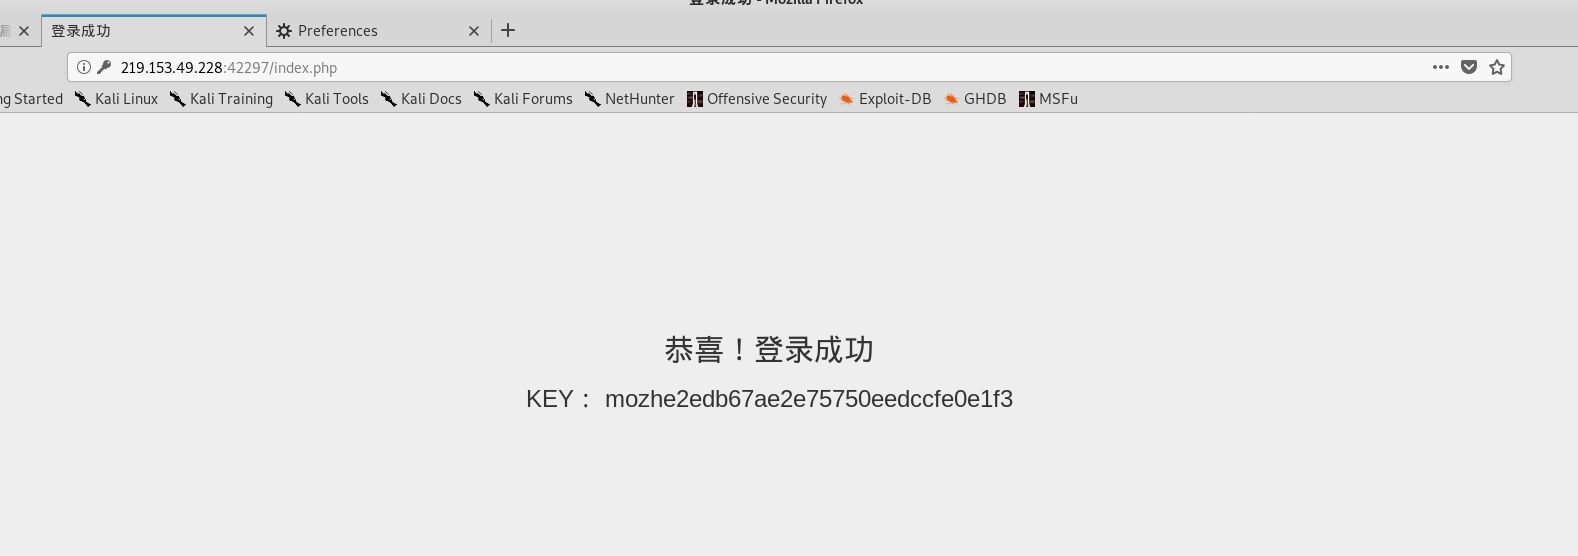 登录成功 - Mozilla Firefox
登录成功
Preferences
219.153.49.228:42297/index.php
ng Started Kali Linux Kali Training Kali Tools Kali Docs Kali Forums NetHunter Offensive Security Exploit-DB GHDB MSFu
恭喜！登录成功
KEY： mozhe2edb67ae2e75750eedccfe0e1f3